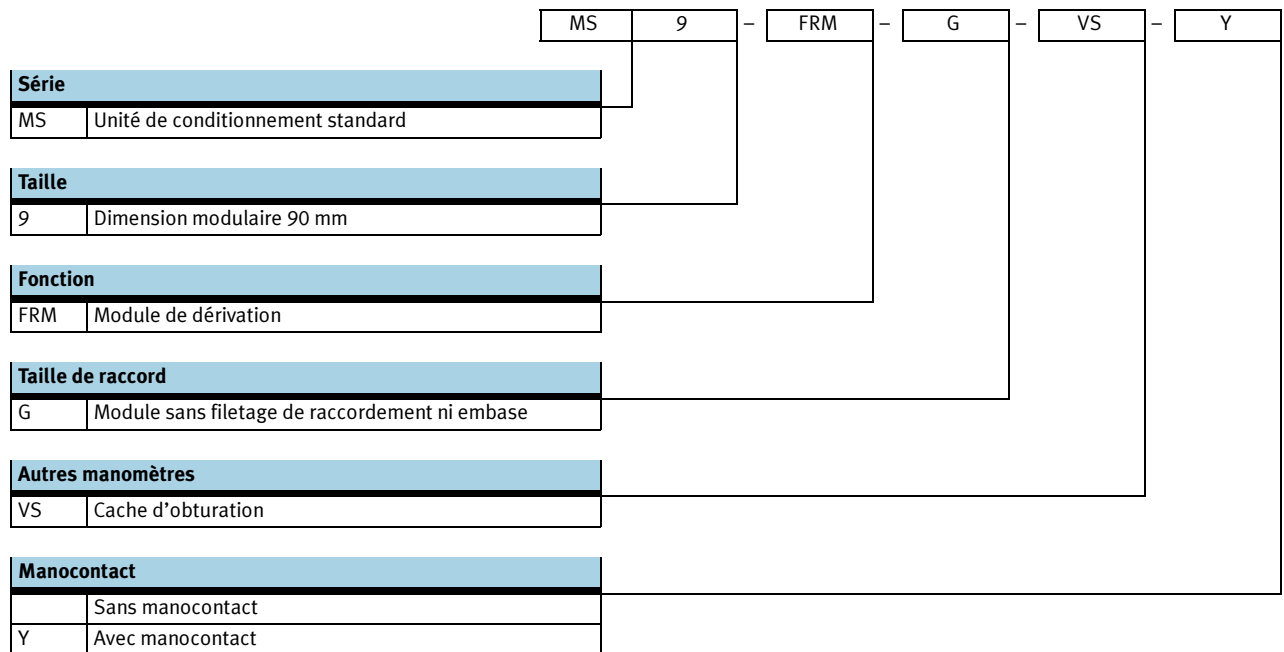 MS 9 – FRM – G – VS – Y
Série
MS Unité de conditionnement standard
Taille
9 Dimension modulaire 90 mm
Fonction
FRM Module de dérivation
Taille de raccord
G Module sans filetage de raccordement ni embase
Autres manomètres
VS Cache d’obturation
Manocontact
Sans manocontact
Y Avec manocontact